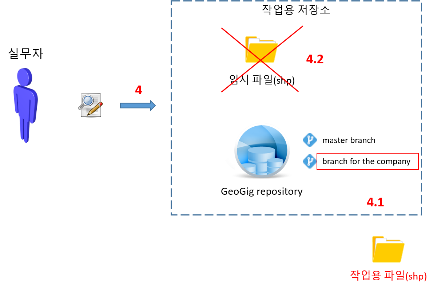 작업용 저장소
실무자
4
4.2
임시 파일(shp)
master branch
branch for the company
GeoGig repository
4.1
작업용 파일(shp)